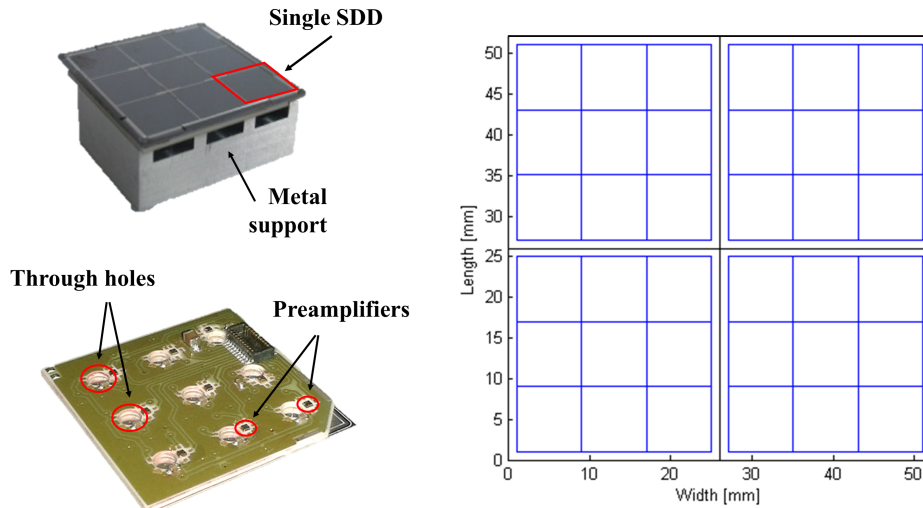 Single SDD
Metal
support
Through holes
Preamplifiers
Length [mm]
50
45
40
35
30
25
20
15
10
5
0
0
10
20
30
40
50
Width [mm]